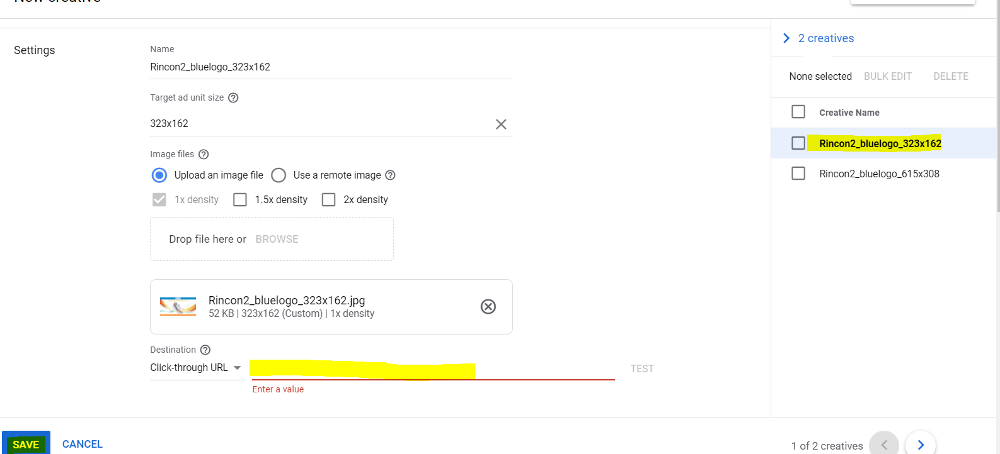 New creative
Settings
Name
Rincon2_bluelogo_323x162
Target ad unit size
323x162
Image files
Upload an image file
Use a remote image
1x density
1.5x density
2x density
Drop file here or BROWSE
Rincon2_bluelogo_323x162.jpg
52 KB | 323x162 (Custom) | 1x density
Destination
Click-through URL
TEST
Enter a value
SAVE
CANCEL
2 creatives
None selected
BULK EDIT
DELETE
Creative Name
Rincon2_bluelogo_323x162
Rincon2_bluelogo_615x308
1 of 2 creatives